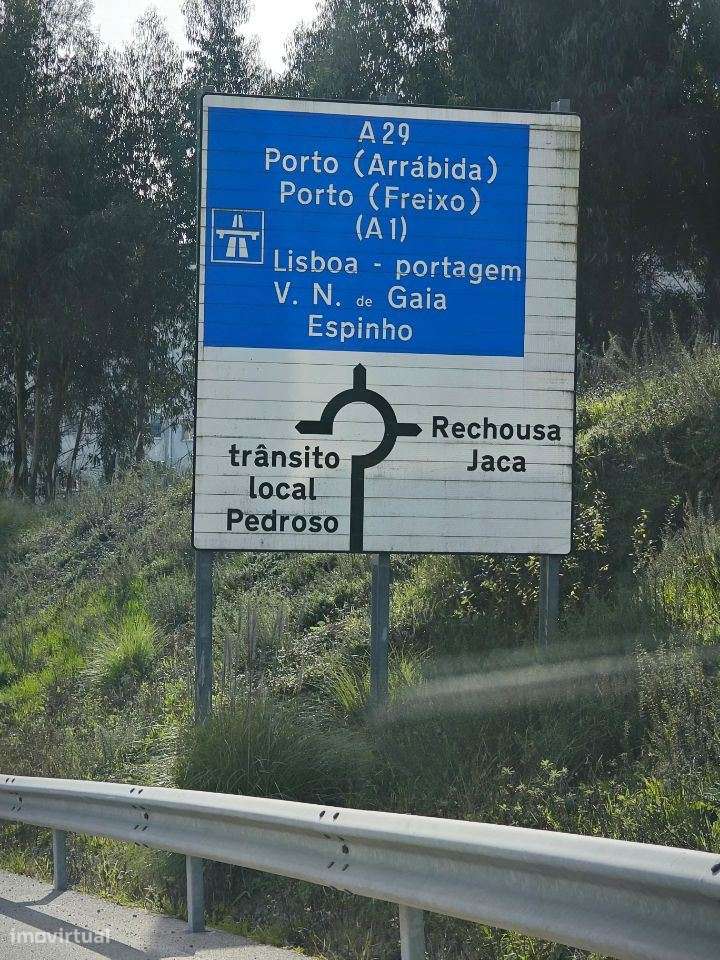 A29
Porto (Arrábida)
Porto (Freixo)
(A1)
Lisboa - portagem
V. N. de Gaia
Espinho
Rechousa
Jaca
trânsito
local
Pedroso
imovirtual